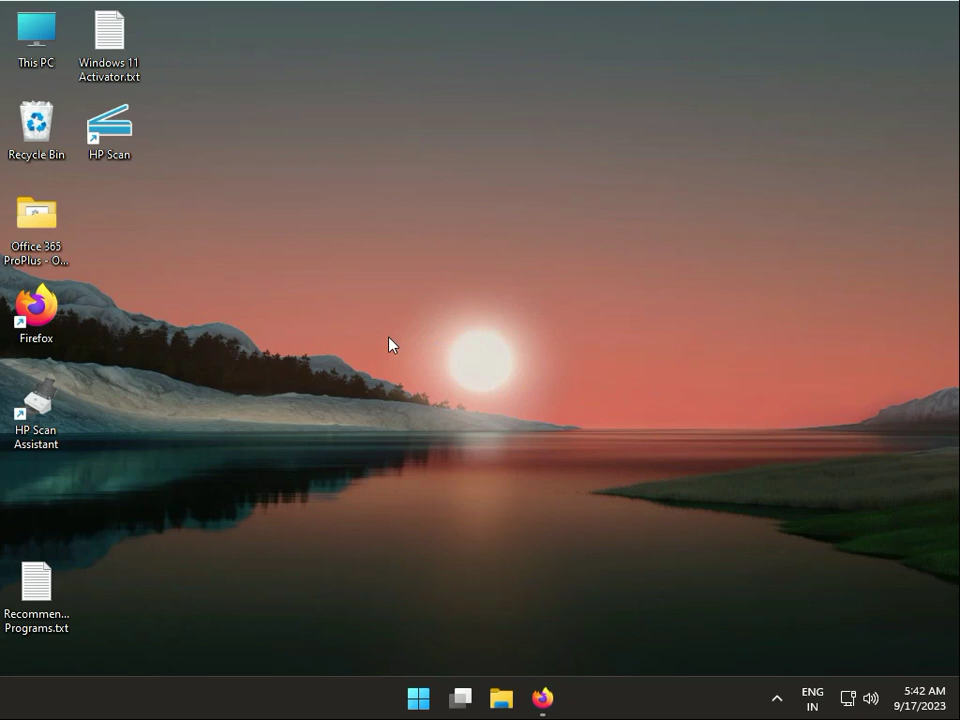 This PC
Windows 11
Activator.txt
Recycle Bin
HP Scan
Office 365
ProPlus - O...
Firefox
HP Scan
Assistant
Recommen...
Programs.txt
ENG
IN
5:42 AM
9/17/2023